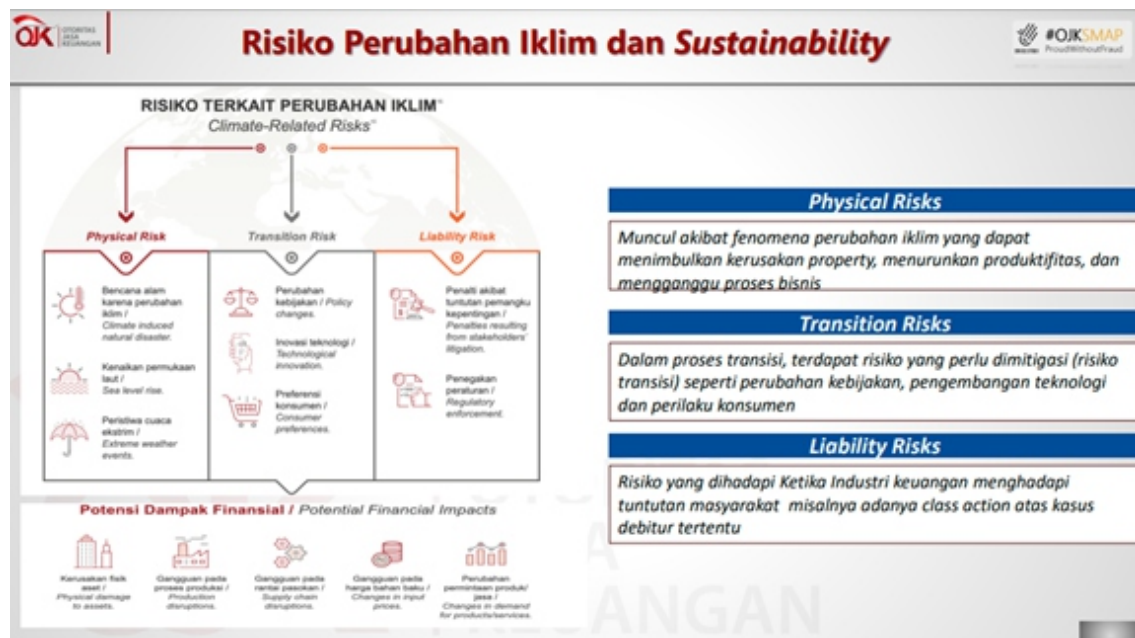 OJK OTORITAS
JASA
KEUANGAN
Risiko Perubahan Iklim dan Sustainability
#OJKSMAP
ProudWithoutFraud
RISIKO TERKAIT PERUBAHAN IKLIM
Climate-Related Risks
Physical Risk
Bencana alam
karena perubahan
iklim /
Climate induced
natural disaster.
Kenaikan permukaan
laut /
Sea level rise.
Peristiwa cuaca
ekstrim /
Extreme weather
events.
Transition Risk
Perubahan
kebijakan / Policy
changes.
Inovasi teknologi /
Technological
innovation.
Preferensi
konsumen /
Consumer
preferences.
Liability Risk
Penalti akibat
tuntutan pemangku
kepentingan /
Penalties resulting
from stakeholders'
litigation.
Penegakan
peraturan /
Regulatory
enforcement.
Potensi Dampak Finansial / Potential Financial Impacts
Kerusakan fisik
aset /
Physical damage
to assets.
Gangguan pada
proses produksi /
Production
disruptions.
Gangguan pada
rantai pasokan /
Supply chain
disruptions.
Gangguan pada
harga bahan baku /
Changes in input
prices.
Perubahan
permintaan produk/
jasa /
Changes in demand
for products/services.
Physical Risks
Muncul akibat fenomena perubahan iklim yang dapat
menimbulkan kerusakan property, menurunkan produktifitas, dan
mengganggu proses bisnis
Transition Risks
Dalam proses transisi, terdapat risiko yang perlu dimitigasi (risiko
transisi) seperti perubahan kebijakan, pengembangan teknologi
dan perilaku konsumen
Liability Risks
Risiko yang dihadapi Ketika Industri keuangan menghadapi
tuntutan masyarakat misalnya adanya class action atas kasus
debitur tertentu